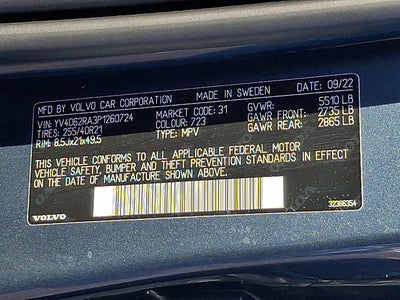 MFD BY VOLVO CAR CORPORATION MADE IN SWEDEN DATE 09/22
VIN: YV4062RA3P1260724 MARKET CODE: 31 GVWR: 5510 LB
TIRES: 255/40R21 COLOUR: 723 GAWR FRONT: 2735 LB
RIM: 8.5Jx21x49.5 TYPE: MPV GAWR REAR: 2865 LB
THIS VEHICLE CONFORMS TO ALL APPLICABLE FEDERAL MOTOR
VEHICLE SAFETY, BUMPER AND THEFT PREVENTION STANDARDS IN EFFECT
ON THE DATE OF MANUFACTURE SHOWN ABOVE.
VOLVO 32366354